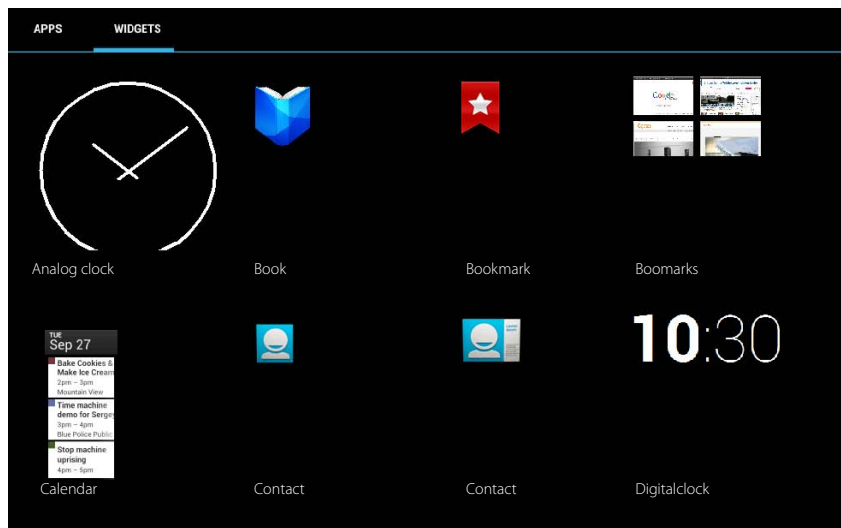 APPS WIDGETS
Analog clock Book Bookmark Boomarks
TUE
Sep 27
Bake Cookies &
Make Ice Cream
2pm – 3pm
Mountain View
Time machine
demo for Sergey
3pm – 4pm
Blue Police Public
Stop machine
uprising
4pm – 5pm
10:30
Calendar Contact Contact Digitalclock